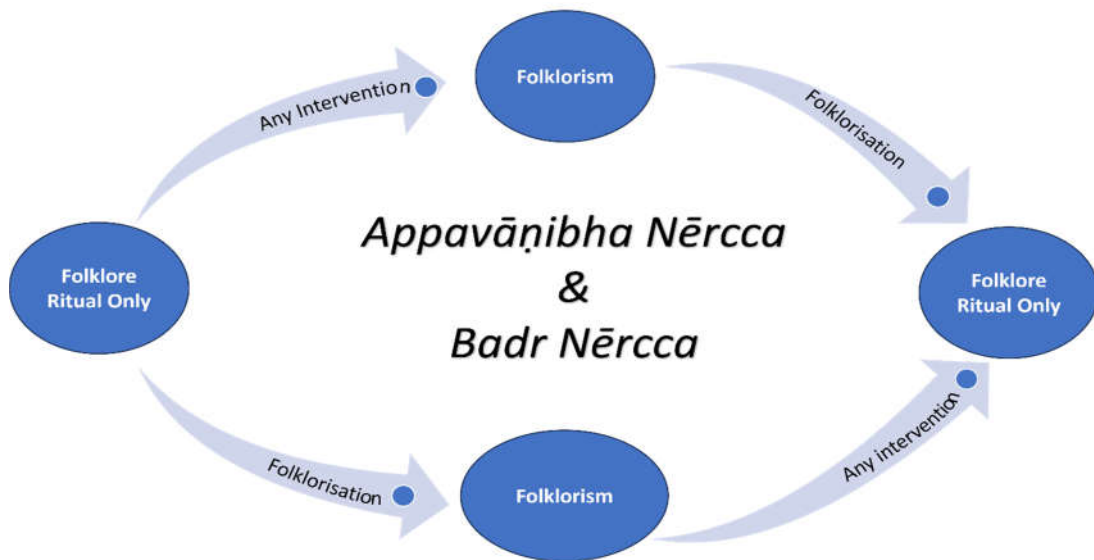 Folklorism
Any Intervention
Folklorisation
Appavāṇibha Nērcca
&
Badr Nērcca
Folklore
Ritual Only
Folklore
Ritual Only
Folklorisation
Any intervention
Folklorism